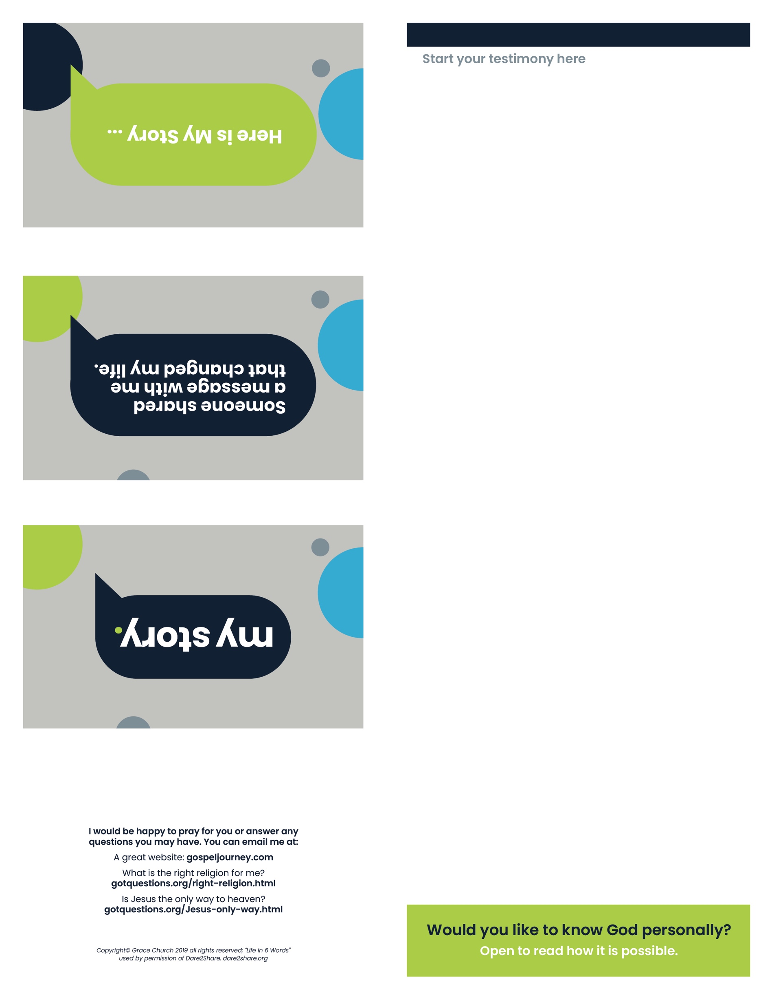 Here is My story ...
Someone shared
a message with me
that changed my life.
my story.
I would be happy to pray for you or answer any
questions you may have. You can email me at:
A great website: gospeljourney.com
What is the right religion for me?
gotquestions.org/right-religion.html
Is Jesus the only way to heaven?
gotquestions.org/Jesus-only-way.html
Copyright© Grace Church 2019 all rights reserved; "Life in 6 Words"
used by permission of Dare2Share, dare2share.org
Start your testimony here
Would you like to know God personally?
Open to read how it is possible.